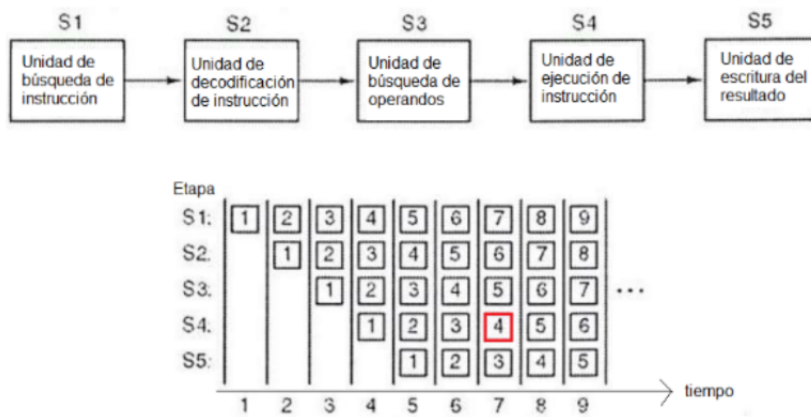 S1 S2 S3 S4 S5
Unidad de búsqueda de instrucción
Unidad de decodificación de instrucción
Unidad de búsqueda de operandos
Unidad de ejecución de instrucción
Unidad de escritura del resultado
Etapa
S1: 1 2 3 4 5 6 7 8 9
S2. 1 2 3 4 5 6 7 8
S3: 1 2 3 4 5 6 7 ...
S4: 1 2 3 4 5 6
S5: 1 2 3 4 5
tiempo
1 2 3 4 5 6 7 8 9